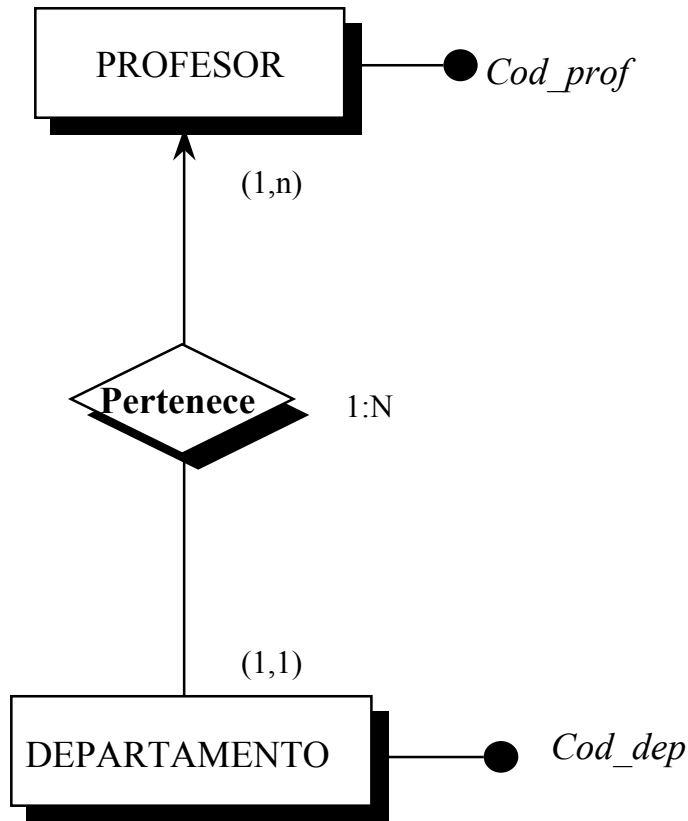 PROFESOR
Cod_prof
(1,n)
Pertenece
1:N
(1,1)
DEPARTAMENTO
Cod_dep